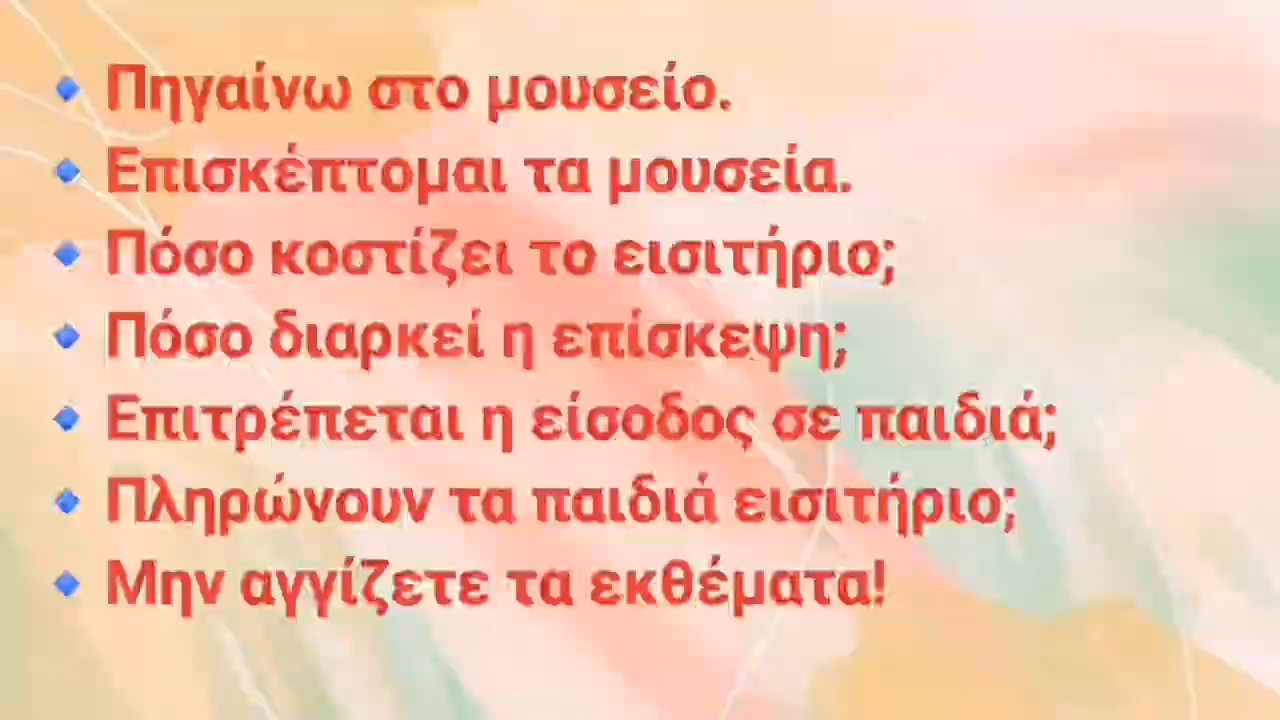 Πηγαίνω στο μουσείο.
Επισκέπτομαι τα μουσεία.
Πόσο κοστίζει το εισιτήριο;
Πόσο διαρκεί η επίσκεψη;
Επιτρέπεται η είσοδος σε παιδιά;
Πληρώνουν τα παιδιά εισιτήριο;
Μην αγγίζετε τα εκθέματα!